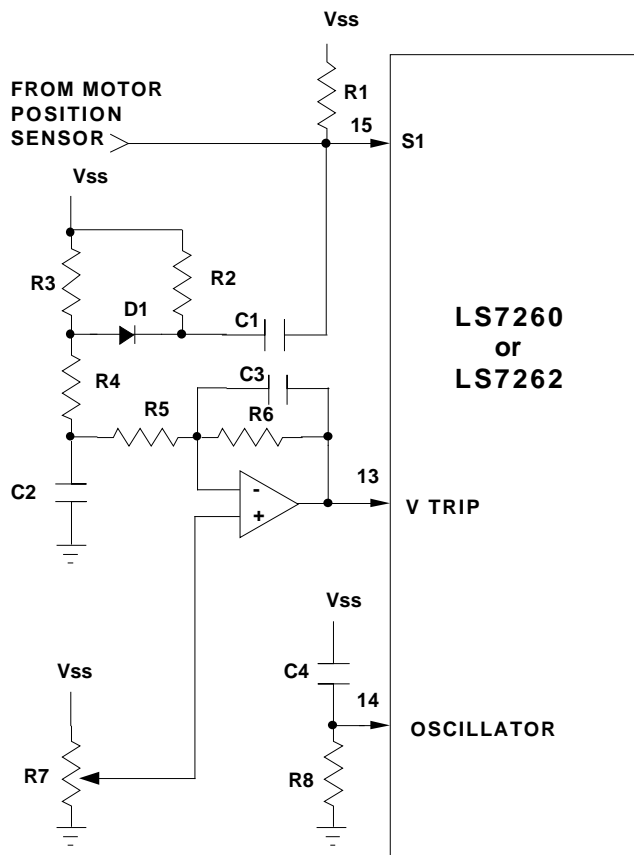 Vss
R1
FROM MOTOR
POSITION
SENSOR
15
S1
Vss
R3
R2
D1
C1
LS7260
or
LS7262
R4
C3
R5
R6
C2
-
+
13
V TRIP
Vss
Vss
C4
14
OSCILLATOR
R7
R8